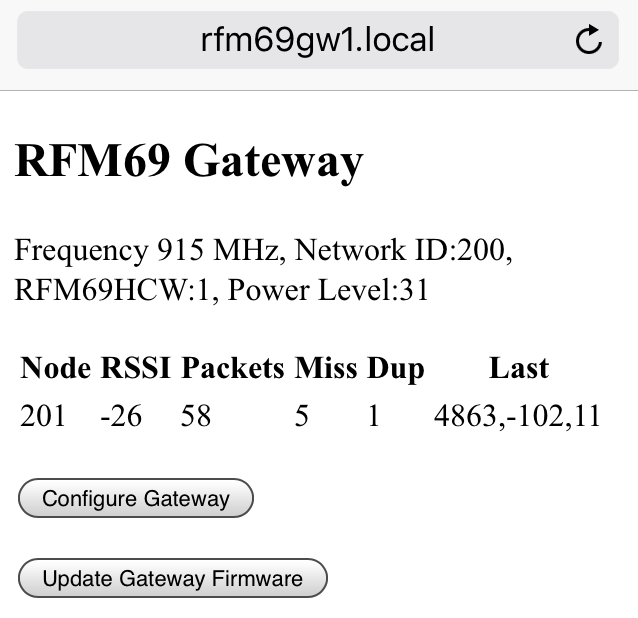 rfm69gw1.local
RFM69 Gateway
Frequency 915 MHz, Network ID:200,
RFM69HCW:1, Power Level:31
Node RSSI Packets Miss Dup Last
201 -26 58 5 1 4863,-102,11
Configure Gateway
Update Gateway Firmware